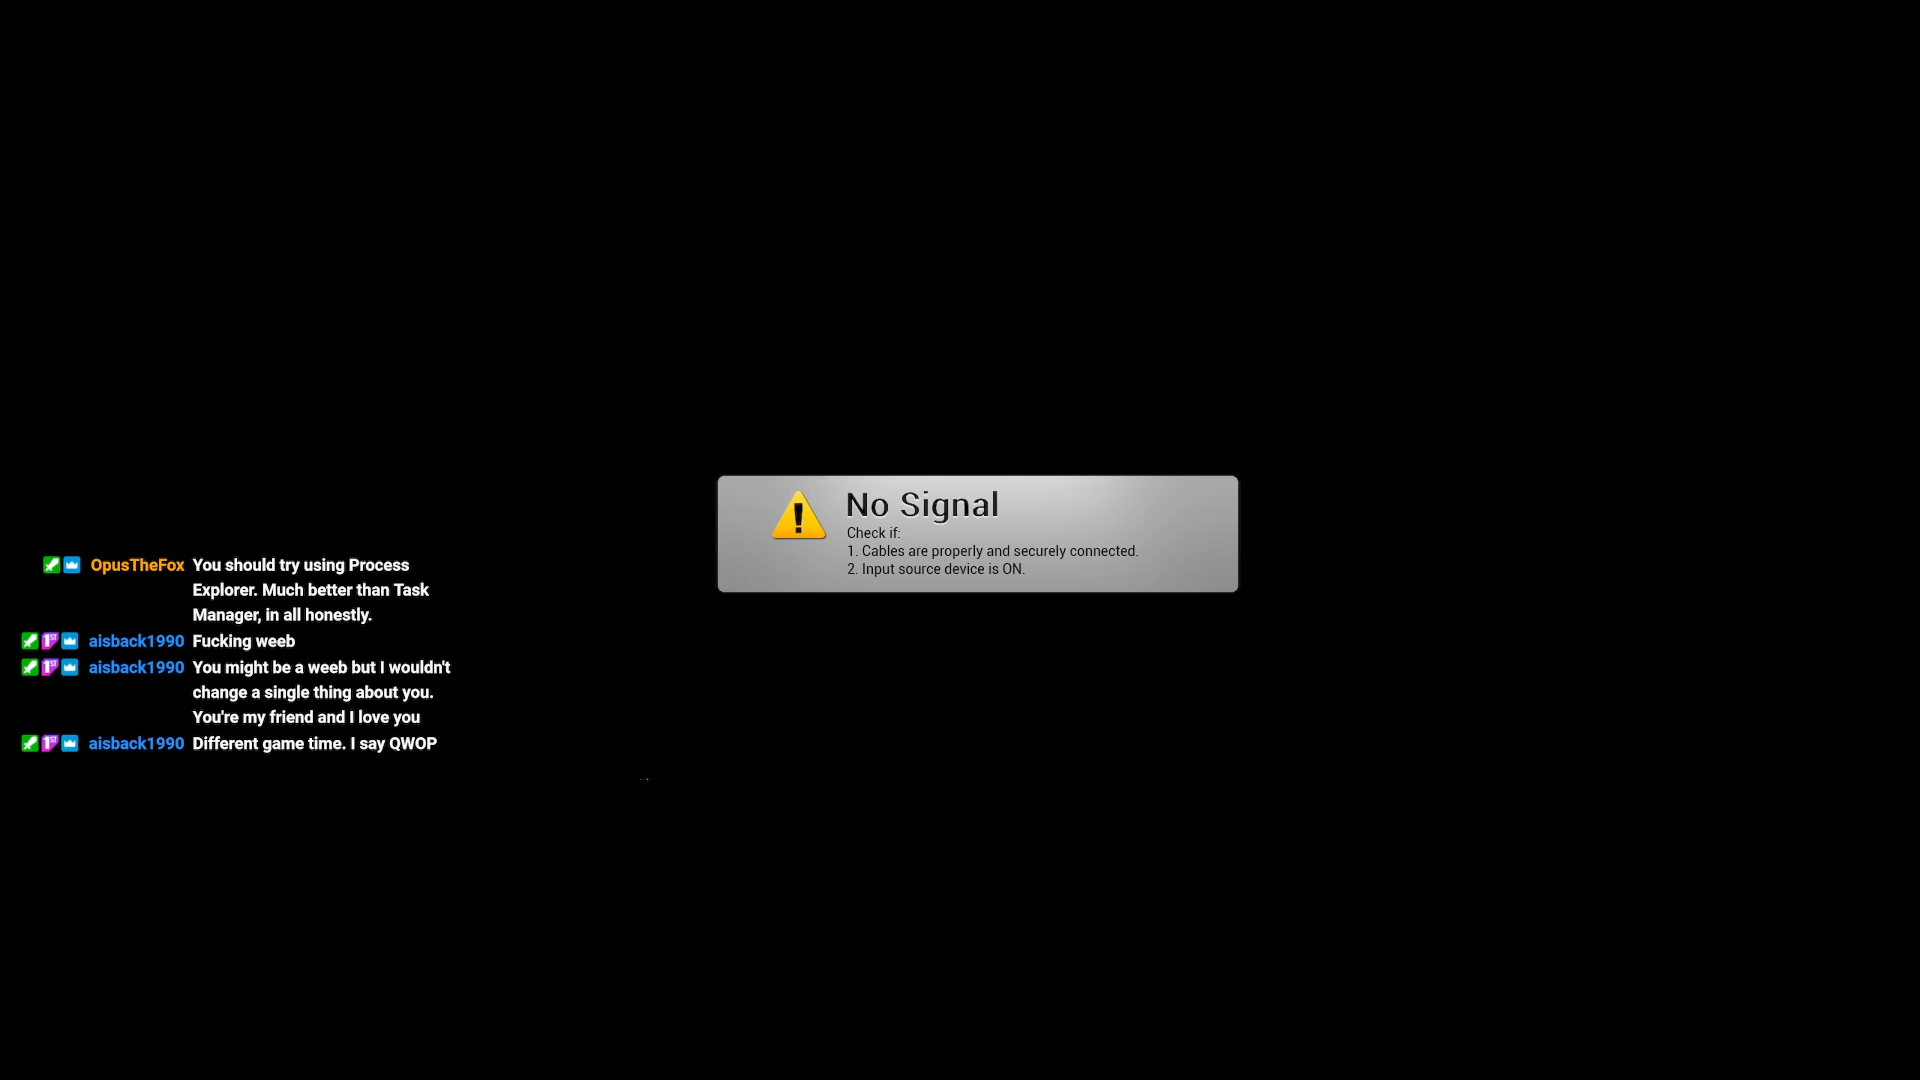 No Signal
Check if:
1. Cables are properly and securely connected.
2. Input source device is ON.
OpusTheFox You should try using Process
Explorer. Much better than Task
Manager, in all honestly.
1ST aisback1990 Fucking weeb
1ST aisback1990 You might be a weeb but I wouldn't
change a single thing about you.
You're my friend and I love you
1ST aisback1990 Different game time. I say QWOP